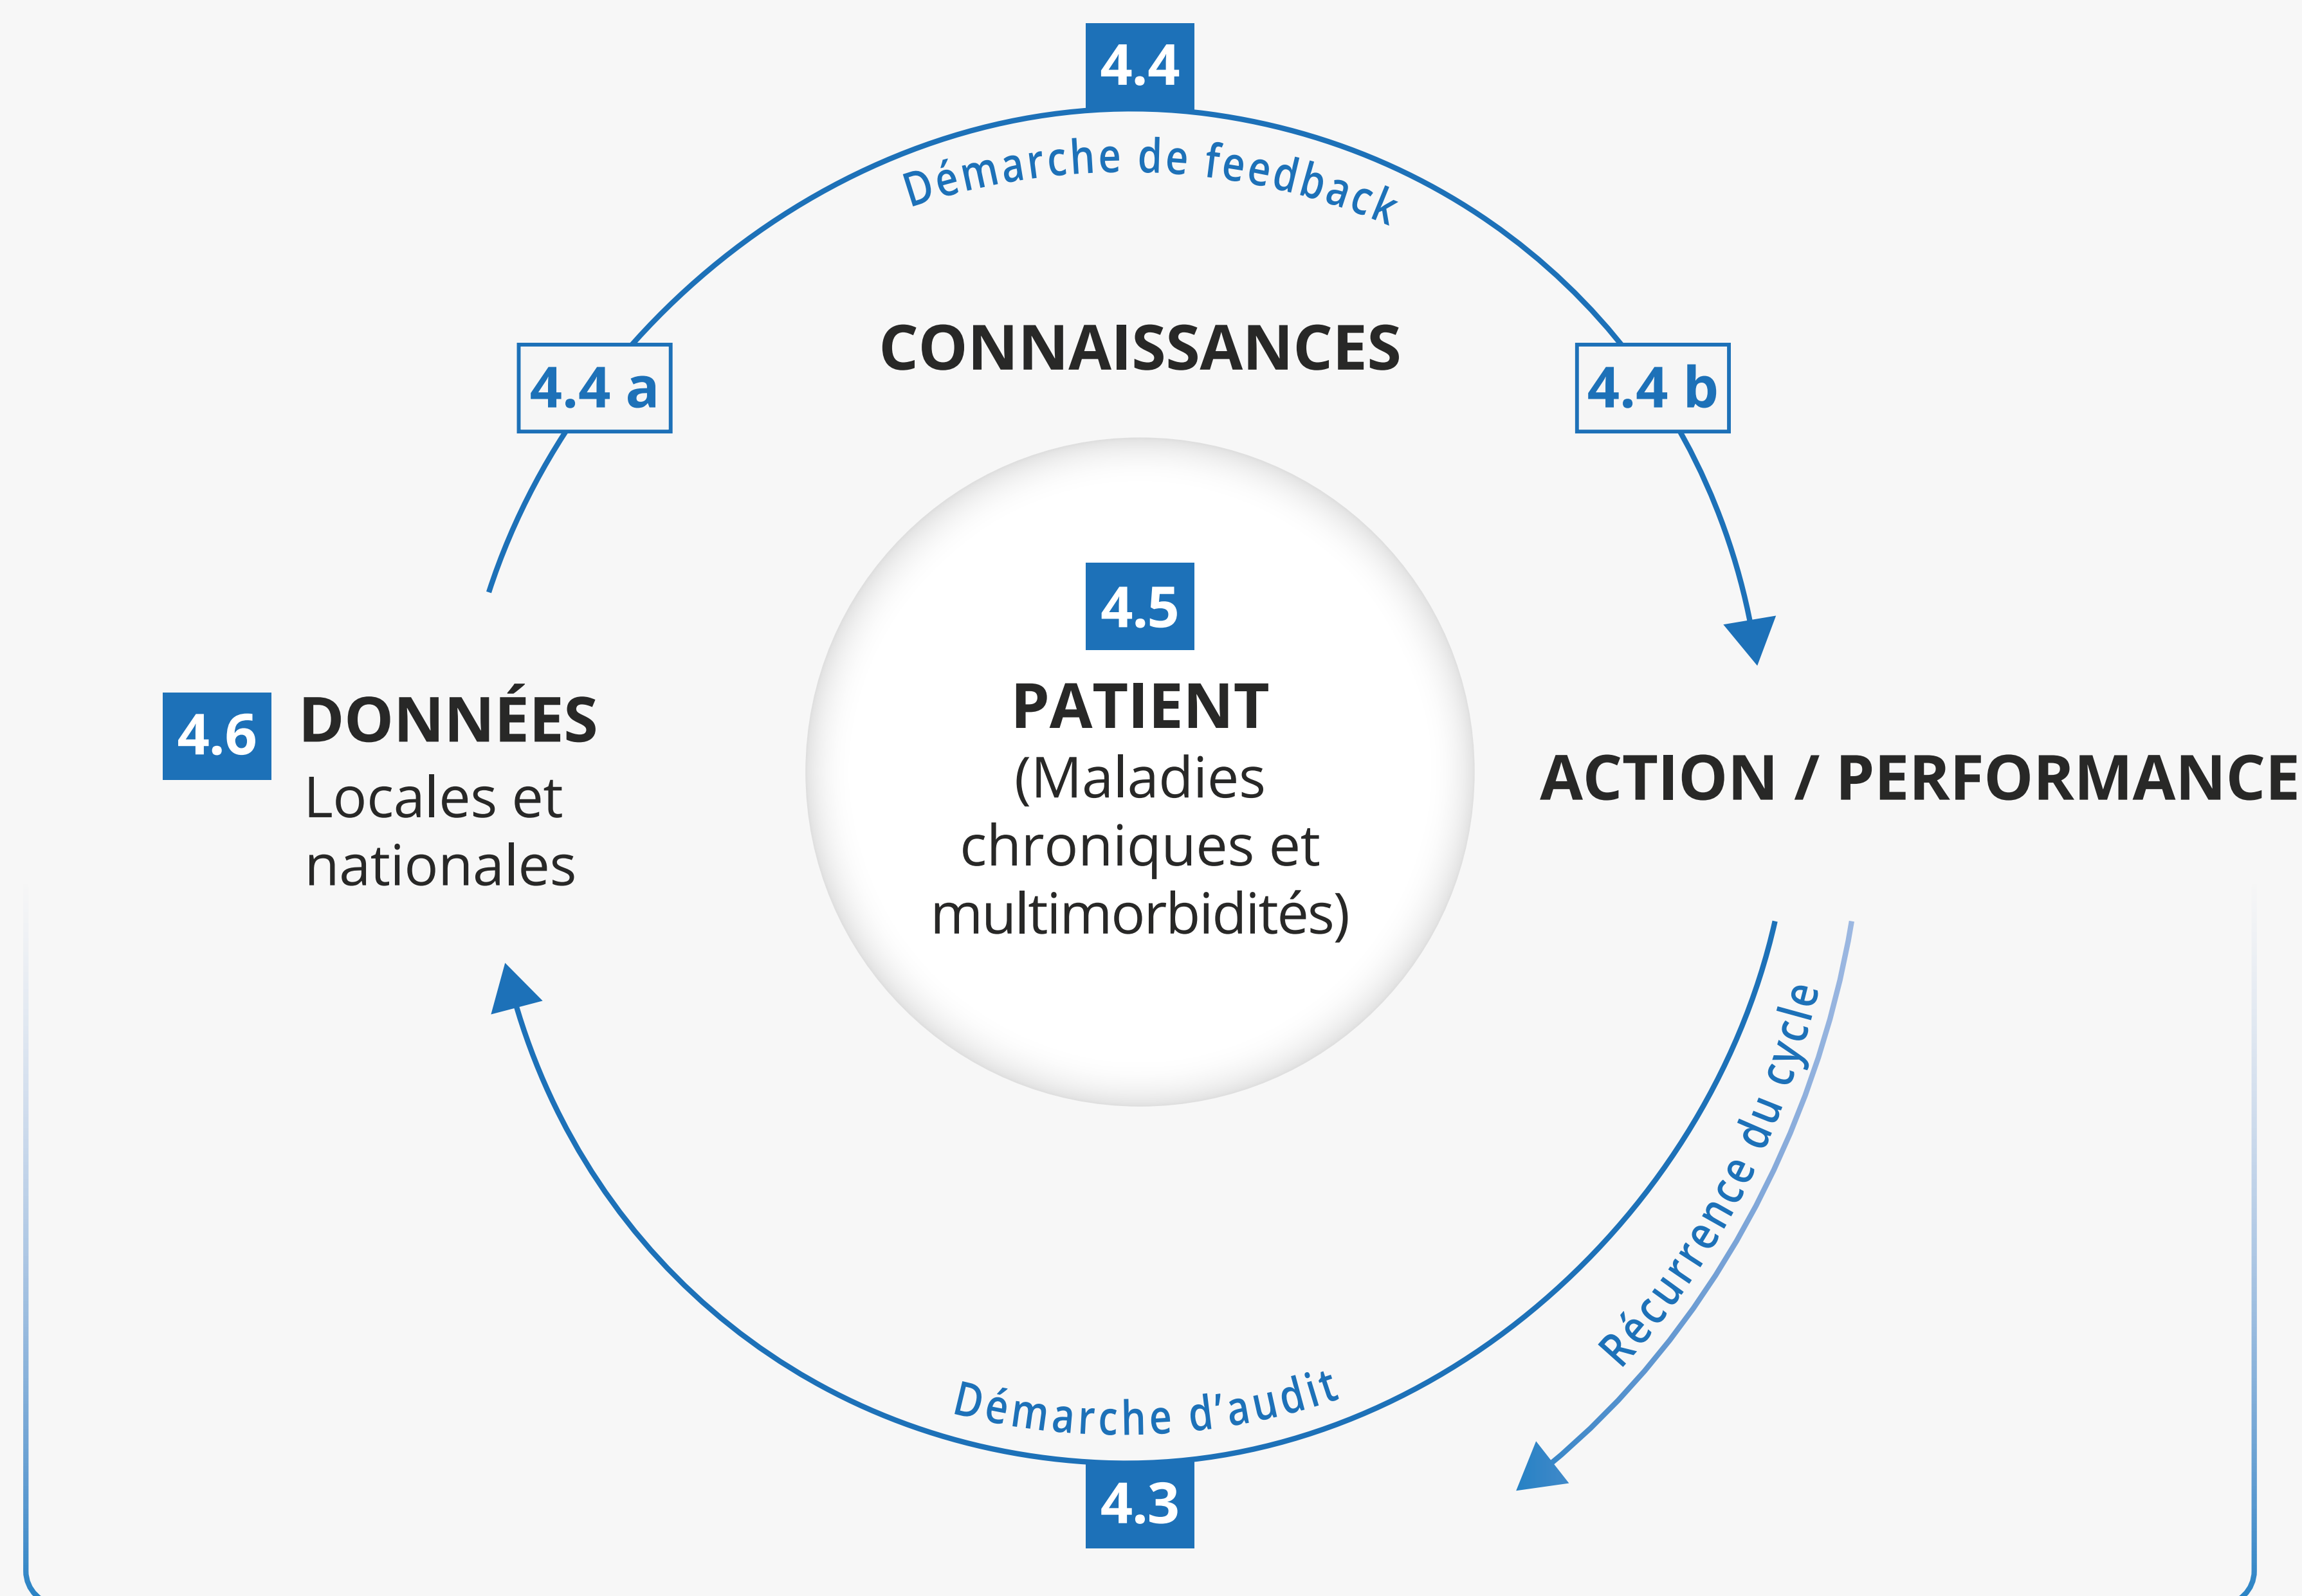 4.4
Démarche de feedback
CONNAISSANCES
4.4 a
4.4 b
4.5
PATIENT
(Maladies
chroniques et
multimorbidités)
4.6
DONNÉES
Locales et
nationales
ACTION / PERFORMANCE
Récurrence du cycle
Démarche d’audit
4.3